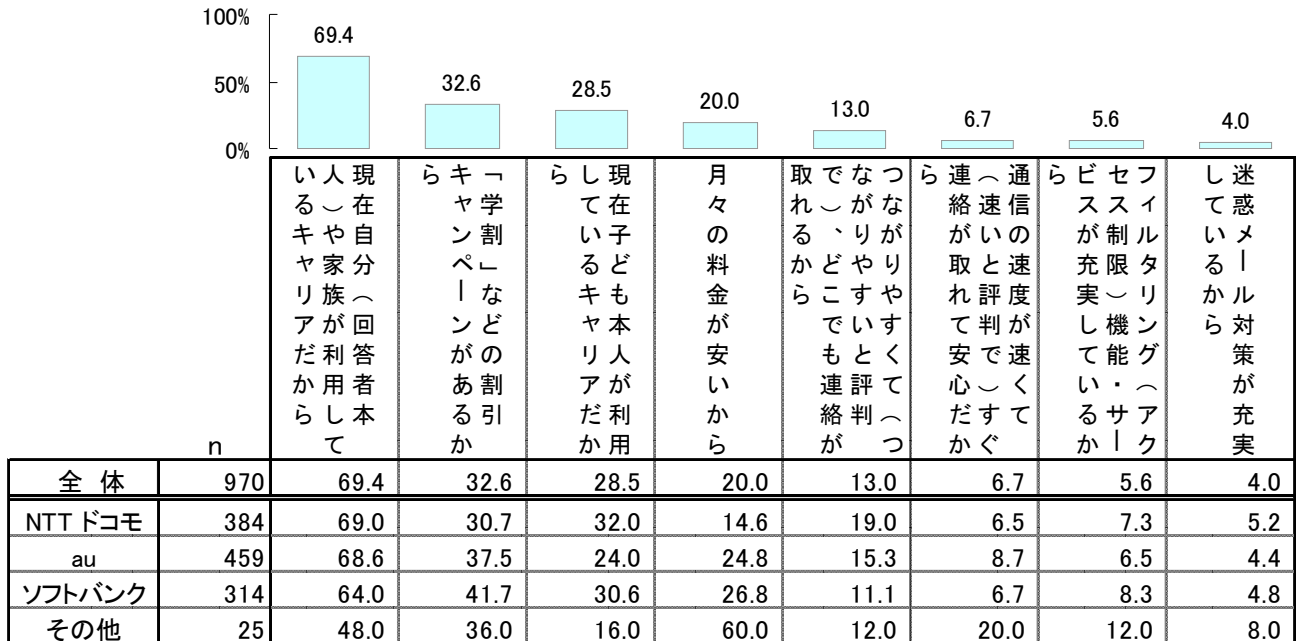 100%
50%
0%
69.4
32.6
28.5
20.0
13.0
6.7
5.6
4.0
現在自分（回答者本
人）や家族が利用して
いるキャリアだから
「学割」などの割引
キャンペーンがあるか
ら
現在子ども本人が利用
しているキャリアだか
ら
月々の料金が安いから
つながりやすくて（つ
ながりやすいと評判
で）、どこでも連絡が
取れるから
通信の速度が速くて
（速いと評判で）すぐ
連絡が取れて安心だか
ら
フィルタリング（アク
セス制限）機能・サー
ビスが充実しているか
ら
迷惑メール対策が充実
しているから
n
全 体 970 69.4 32.6 28.5 20.0 13.0 6.7 5.6 4.0
NTT ドコモ 384 69.0 30.7 32.0 14.6 19.0 6.5 7.3 5.2
au 459 68.6 37.5 24.0 24.8 15.3 8.7 6.5 4.4
ソフトバンク 314 64.0 41.7 30.6 26.8 11.1 6.7 8.3 4.8
その他 25 48.0 36.0 16.0 60.0 12.0 20.0 12.0 8.0